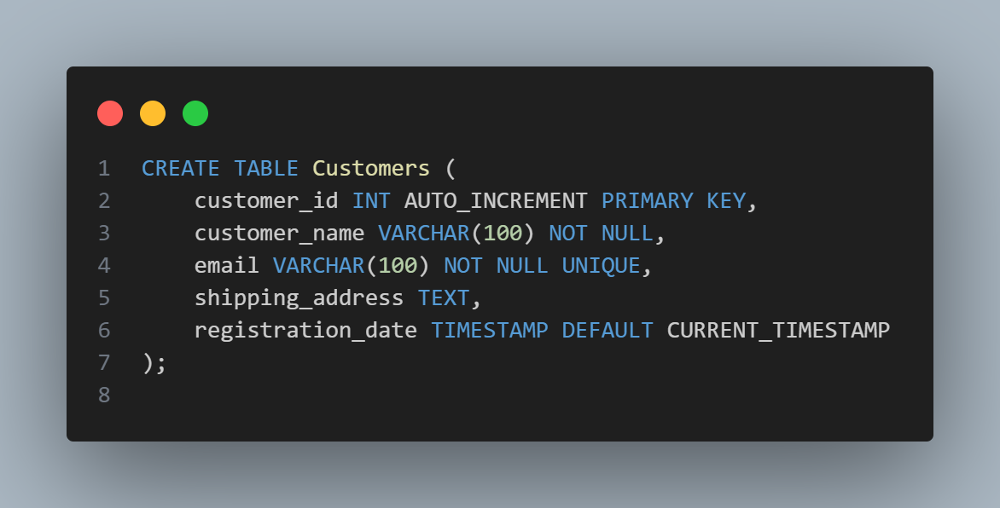 1 CREATE TABLE Customers (
2     customer_id INT AUTO_INCREMENT PRIMARY KEY,
3     customer_name VARCHAR(100) NOT NULL,
4     email VARCHAR(100) NOT NULL UNIQUE,
5     shipping_address TEXT,
6     registration_date TIMESTAMP DEFAULT CURRENT_TIMESTAMP
7 );
8